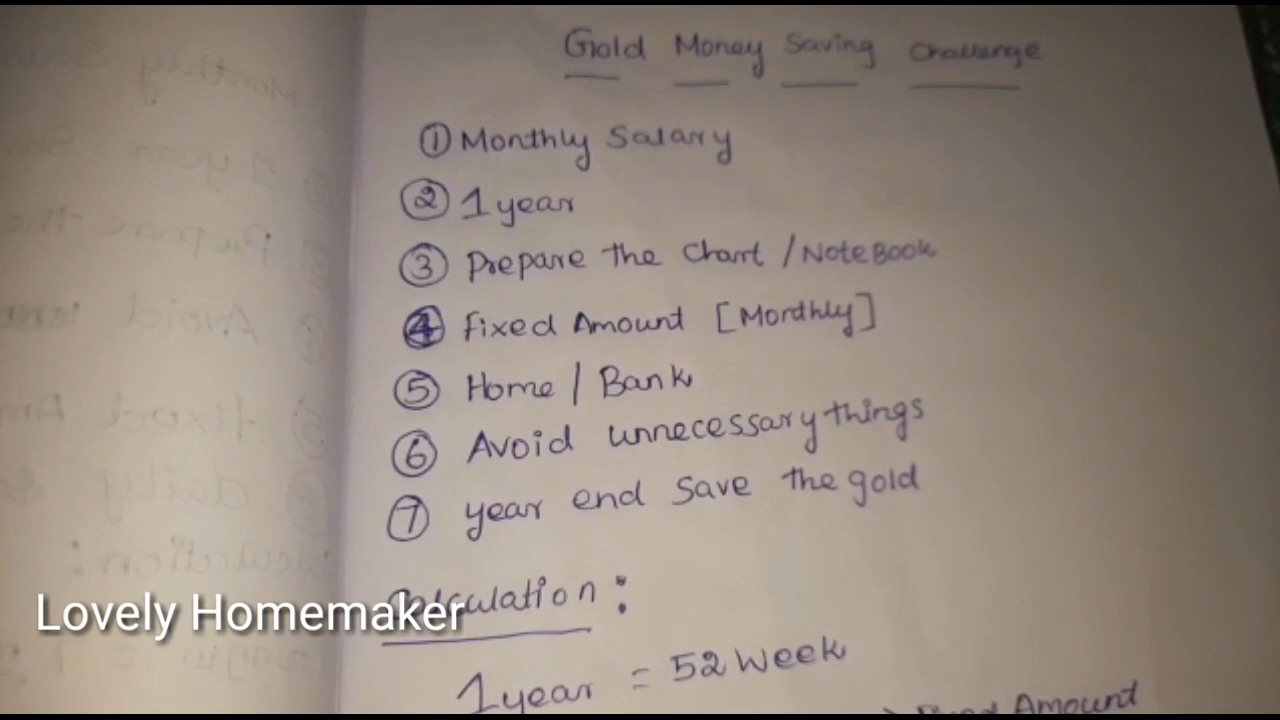 Gold Money Saving Challenge
① Monthly Salary
② 1 year
③ Prepare the Chart / NoteBook
④ fixed Amount [Monthly]
⑤ Home / Bank
⑥ Avoid unnecessary things
⑦ year end save the gold
Calculation :
Lovely Homemaker
1 year = 52 week
Amount